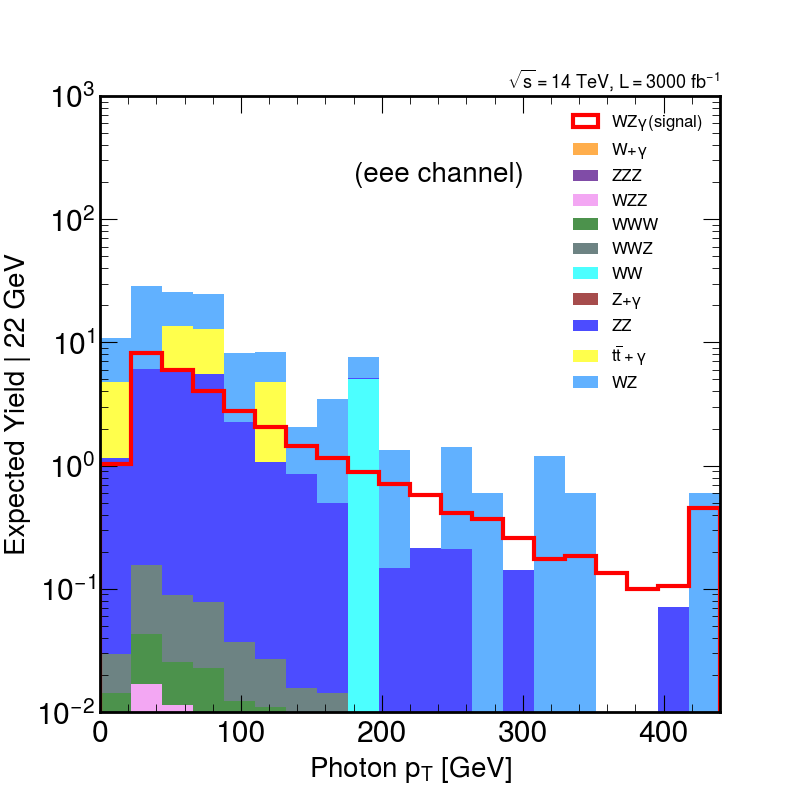 √s = 14 TeV, L = 3000 fb⁻¹
10³
10²
10¹
10⁰
10⁻¹
10⁻²
Expected Yield | 22 GeV
(eee channel)
WZγ(signal)
W+γ
ZZZ
WZZ
WWW
WWZ
WW
Z+γ
ZZ
tt̄+γ
WZ
0 100 200 300 400
Photon p_T [GeV]